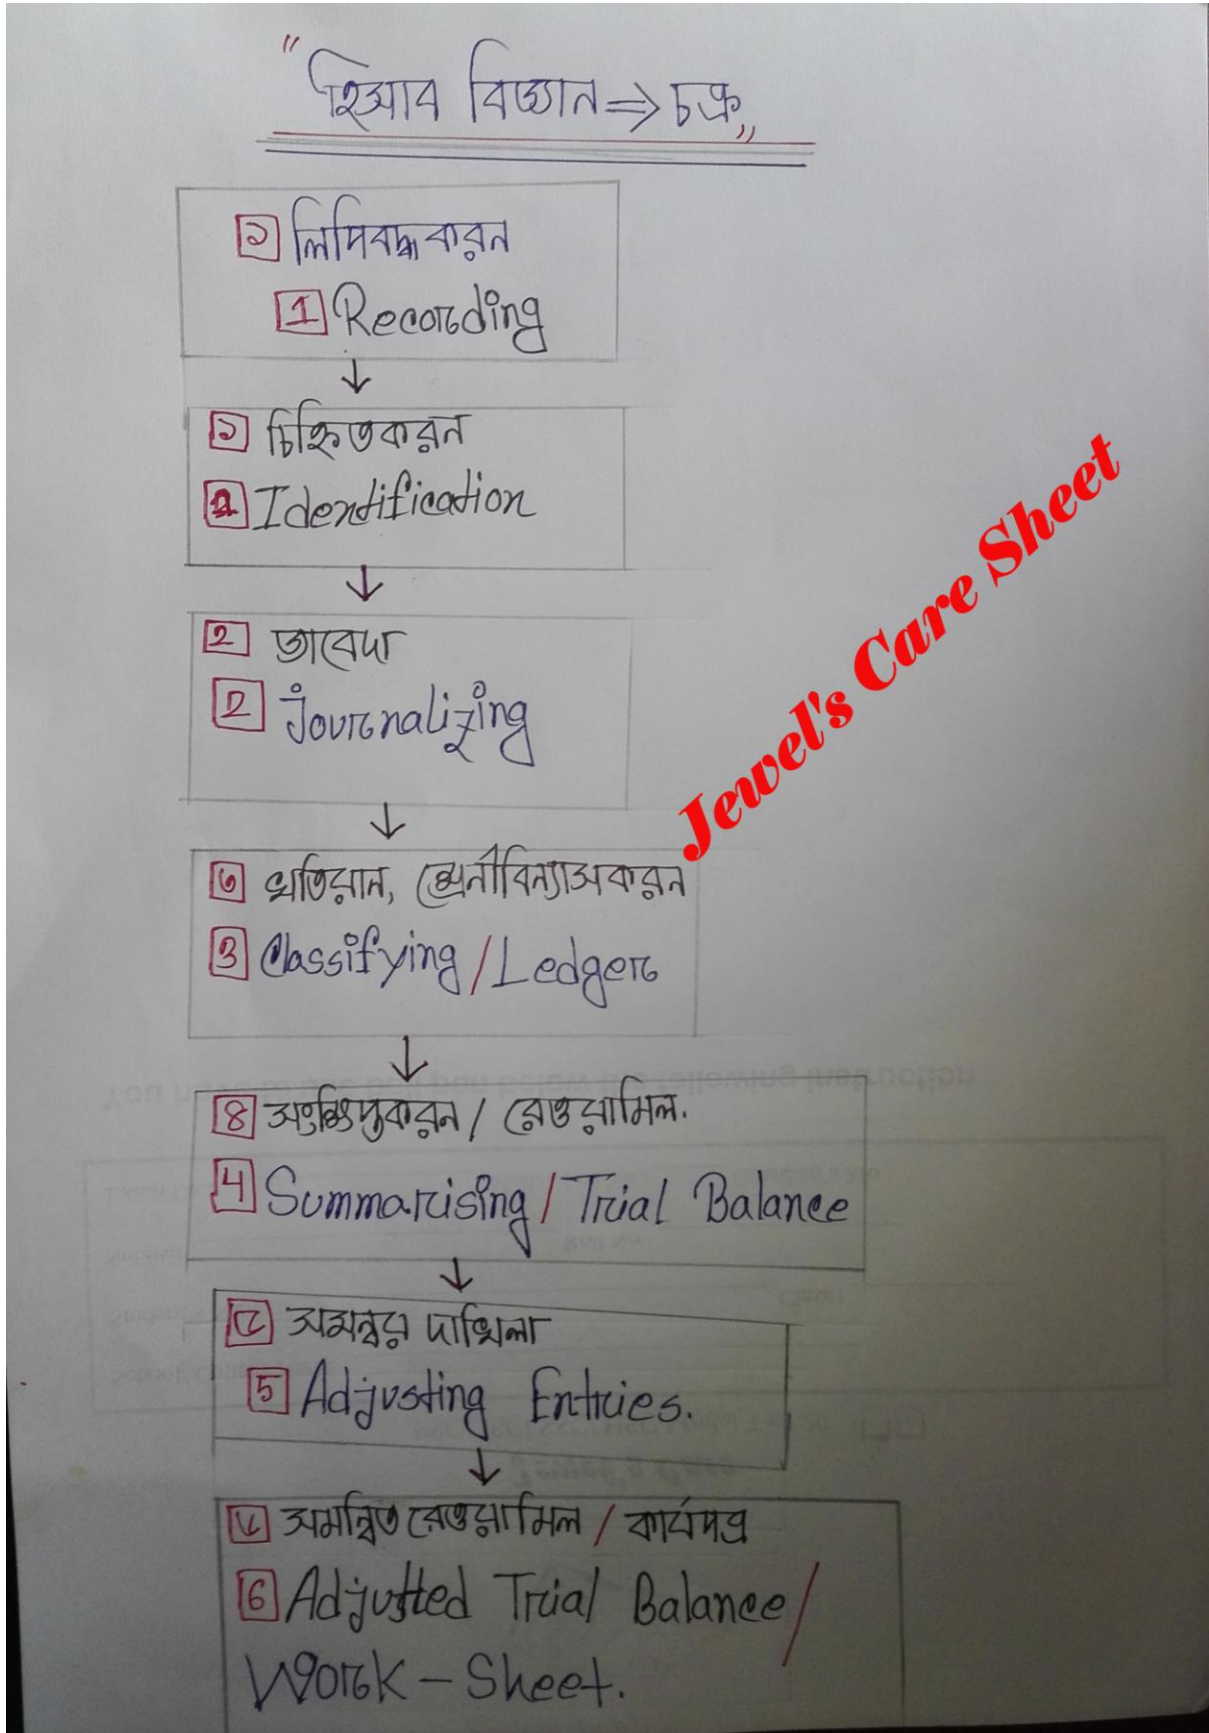 "হিসাব বিজ্ঞান⇒চক্র"
১ লিপিবদ্ধকরন
1 Recording
↓
১ চিহ্নিতকরন
1 Identification
↓
2 জাবেদা
2 Journalizing
↓
৩ খতিয়ান, শ্রেনীবিন্যাসকরন
3 Classifying / Ledger
↓
৪ সংক্ষিপ্তকরন / রেওয়ামিল.
4 Summarising / Trial Balance
↓
৫ সমন্বয় দাখিলা
5 Adjusting Entries.
↓
৬ সমন্বিত রেওয়ামিল / কার্যপত্র
6 Adjustted Trial Balance /
Work - Sheet.
Jewel's Care Sheet